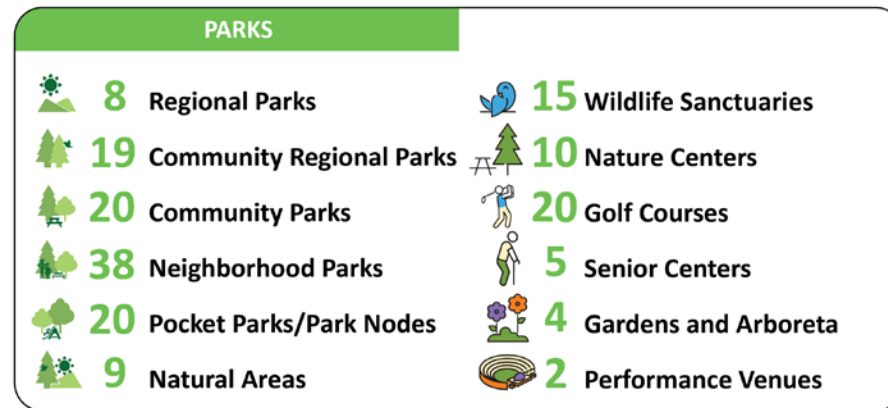 PARKS
8 Regional Parks
19 Community Regional Parks
20 Community Parks
38 Neighborhood Parks
20 Pocket Parks/Park Nodes
9 Natural Areas
15 Wildlife Sanctuaries
10 Nature Centers
20 Golf Courses
5 Senior Centers
4 Gardens and Arboreta
2 Performance Venues